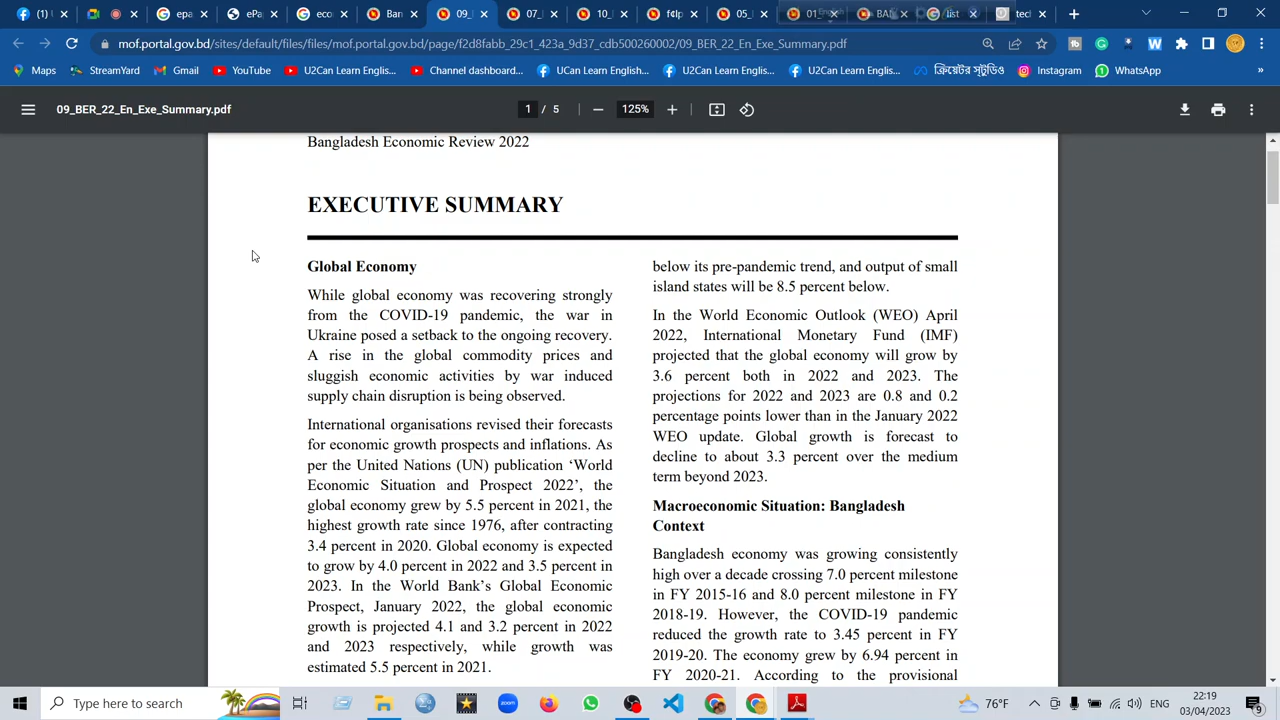 (1) U
epa
ePa
ecor
Ban
09_
07_
10_
05_
01
English
BAI
list
tec
mof.portal.gov.bd/sites/default/files/files/mof.portal.gov.bd/page/f2d8fabb_29c1_423a_9d37_cdb500260002/09_BER_22_En_Exe_Summary.pdf
Maps
StreamYard
Gmail
YouTube
U2Can Learn Englis...
Channel dashboard...
UCan Learn English...
U2Can Learn Englis...
U2Can Learn Englis...
ক্রিয়েটর স্টুডিও
Instagram
WhatsApp
»
09_BER_22_En_Exe_Summary.pdf
1 / 5
125%
Bangladesh Economic Review 2022
EXECUTIVE SUMMARY
Global Economy
While global economy was recovering strongly
from the COVID-19 pandemic, the war in
Ukraine posed a setback to the ongoing recovery.
A rise in the global commodity prices and
sluggish economic activities by war induced
supply chain disruption is being observed.
International organisations revised their forecasts
for economic growth prospects and inflations. As
per the United Nations (UN) publication ‘World
Economic Situation and Prospect 2022’, the
global economy grew by 5.5 percent in 2021, the
highest growth rate since 1976, after contracting
3.4 percent in 2020. Global economy is expected
to grow by 4.0 percent in 2022 and 3.5 percent in
2023. In the World Bank’s Global Economic
Prospect, January 2022, the global economic
growth is projected 4.1 and 3.2 percent in 2022
and 2023 respectively, while growth was
estimated 5.5 percent in 2021.
below its pre-pandemic trend, and output of small
island states will be 8.5 percent below.
In the World Economic Outlook (WEO) April
2022, International Monetary Fund (IMF)
projected that the global economy will grow by
3.6 percent both in 2022 and 2023. The
projections for 2022 and 2023 are 0.8 and 0.2
percentage points lower than in the January 2022
WEO update. Global growth is forecast to
decline to about 3.3 percent over the medium
term beyond 2023.
Macroeconomic Situation: Bangladesh
Context
Bangladesh economy was growing consistently
high over a decade crossing 7.0 percent milestone
in FY 2015-16 and 8.0 percent milestone in FY
2018-19. However, the COVID-19 pandemic
reduced the growth rate to 3.45 percent in FY
2019-20. The economy grew by 6.94 percent in
FY 2020-21. According to the provisional
Type here to search
zoom
76°F
ENG
22:19
03/04/2023
9